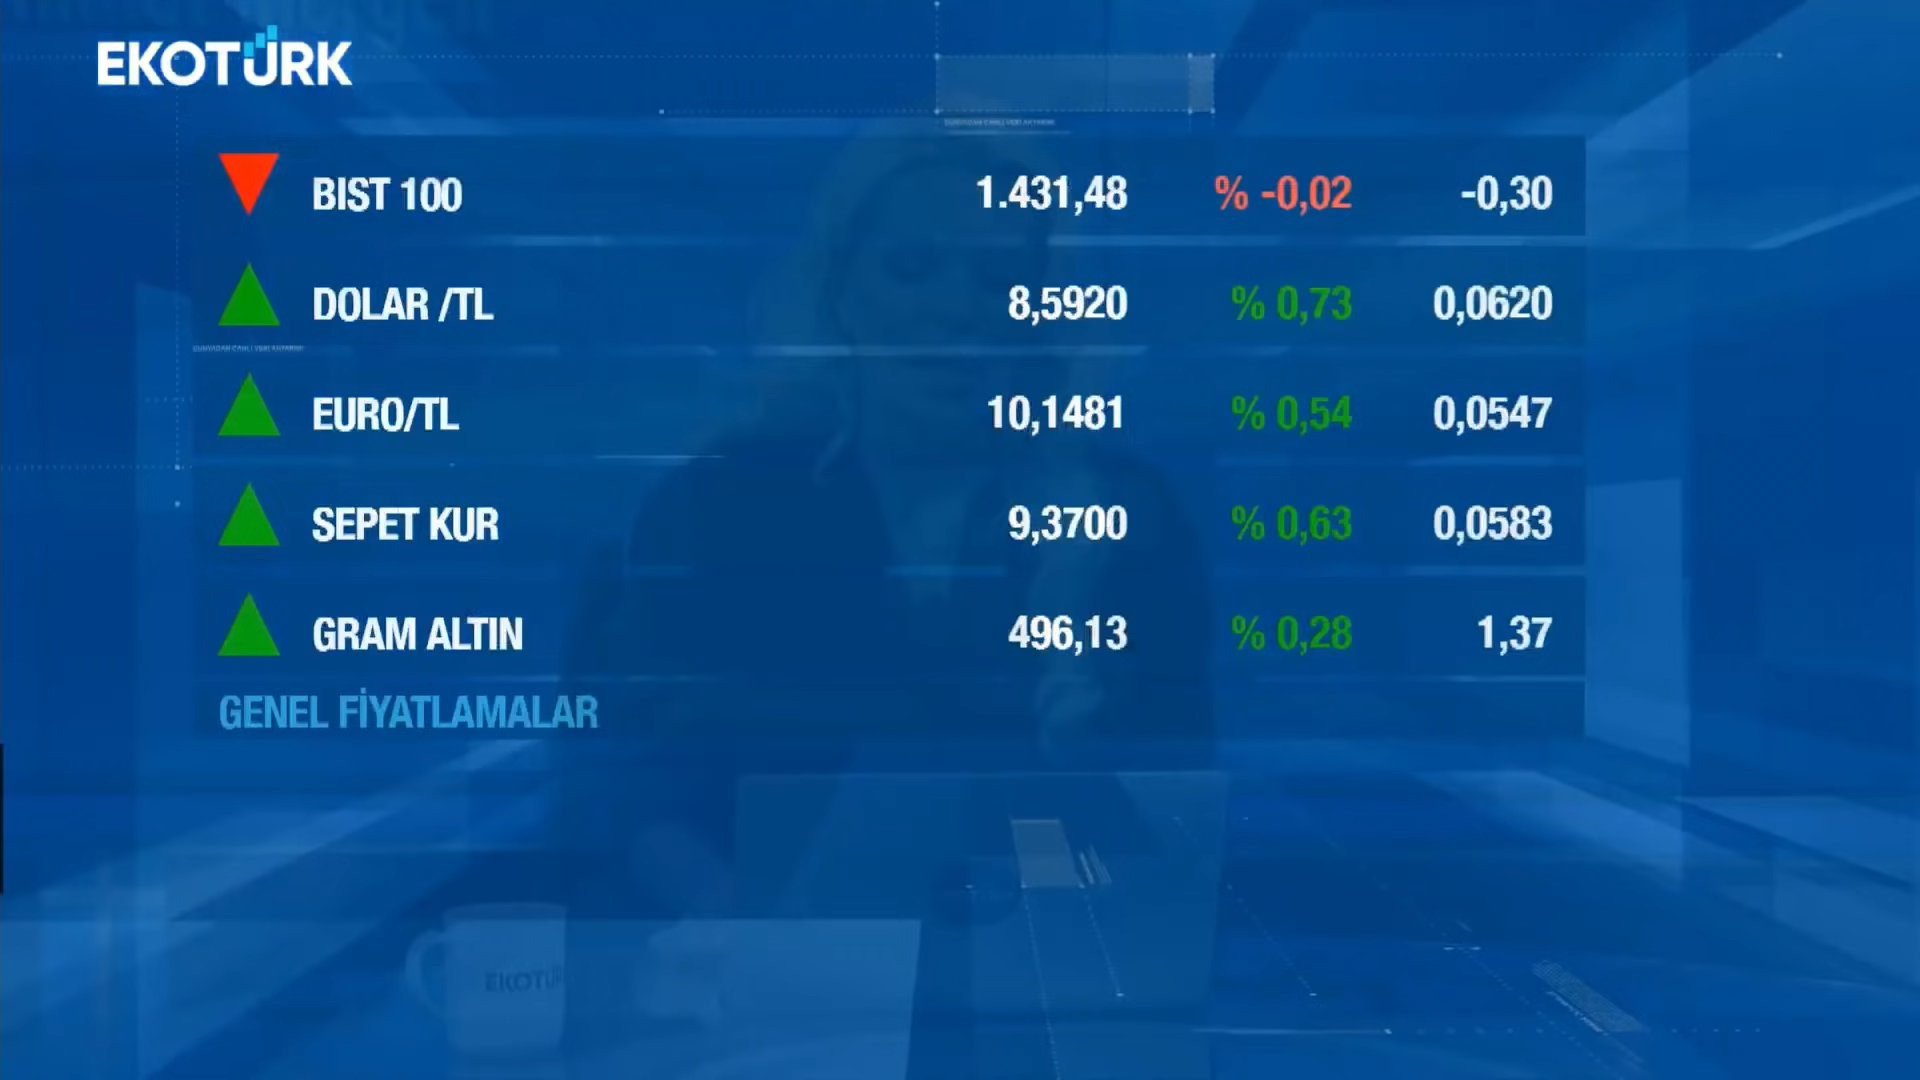 EKOTÜRK
BIST 100 1.431,48 % -0,02 -0,30
DOLAR /TL 8,5920 % 0,73 0,0620
EURO/TL 10,1481 % 0,54 0,0547
SEPET KUR 9,3700 % 0,63 0,0583
GRAM ALTIN 496,13 % 0,28 1,37
GENEL FİYATLAMALAR
EKOTÜR